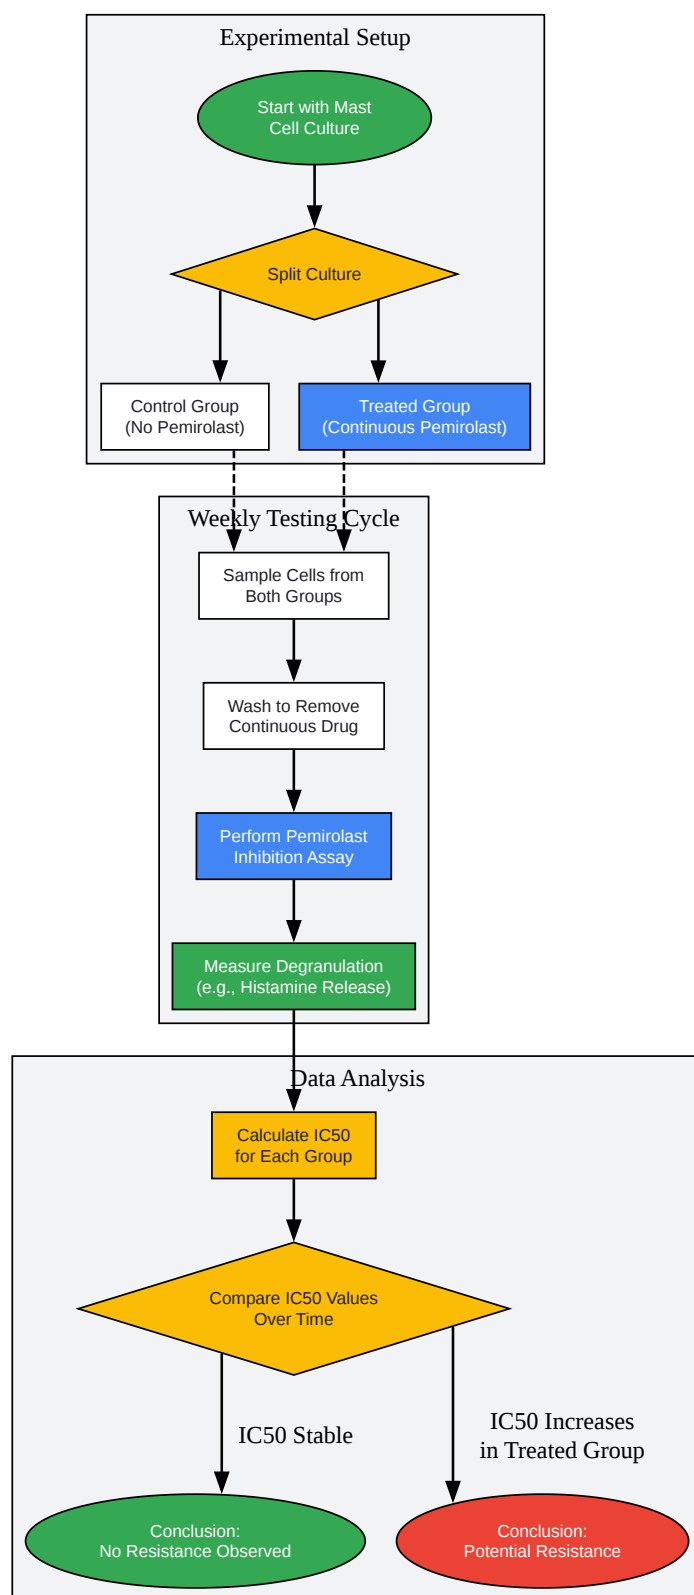 Experimental Setup
Start with Mast
Cell Culture
Split Culture
Control Group
(No Pemirolast)
Treated Group
(Continuous Pemirolast)
Weekly Testing Cycle
Sample Cells from
Both Groups
Wash to Remove
Continuous Drug
Perform Pemirolast
Inhibition Assay
Measure Degranulation
(e.g., Histamine Release)
Data Analysis
Calculate IC50
for Each Group
Compare IC50 Values
Over Time
IC50 Stable
IC50 Increases
in Treated Group
Conclusion:
No Resistance Observed
Conclusion:
Potential Resistance